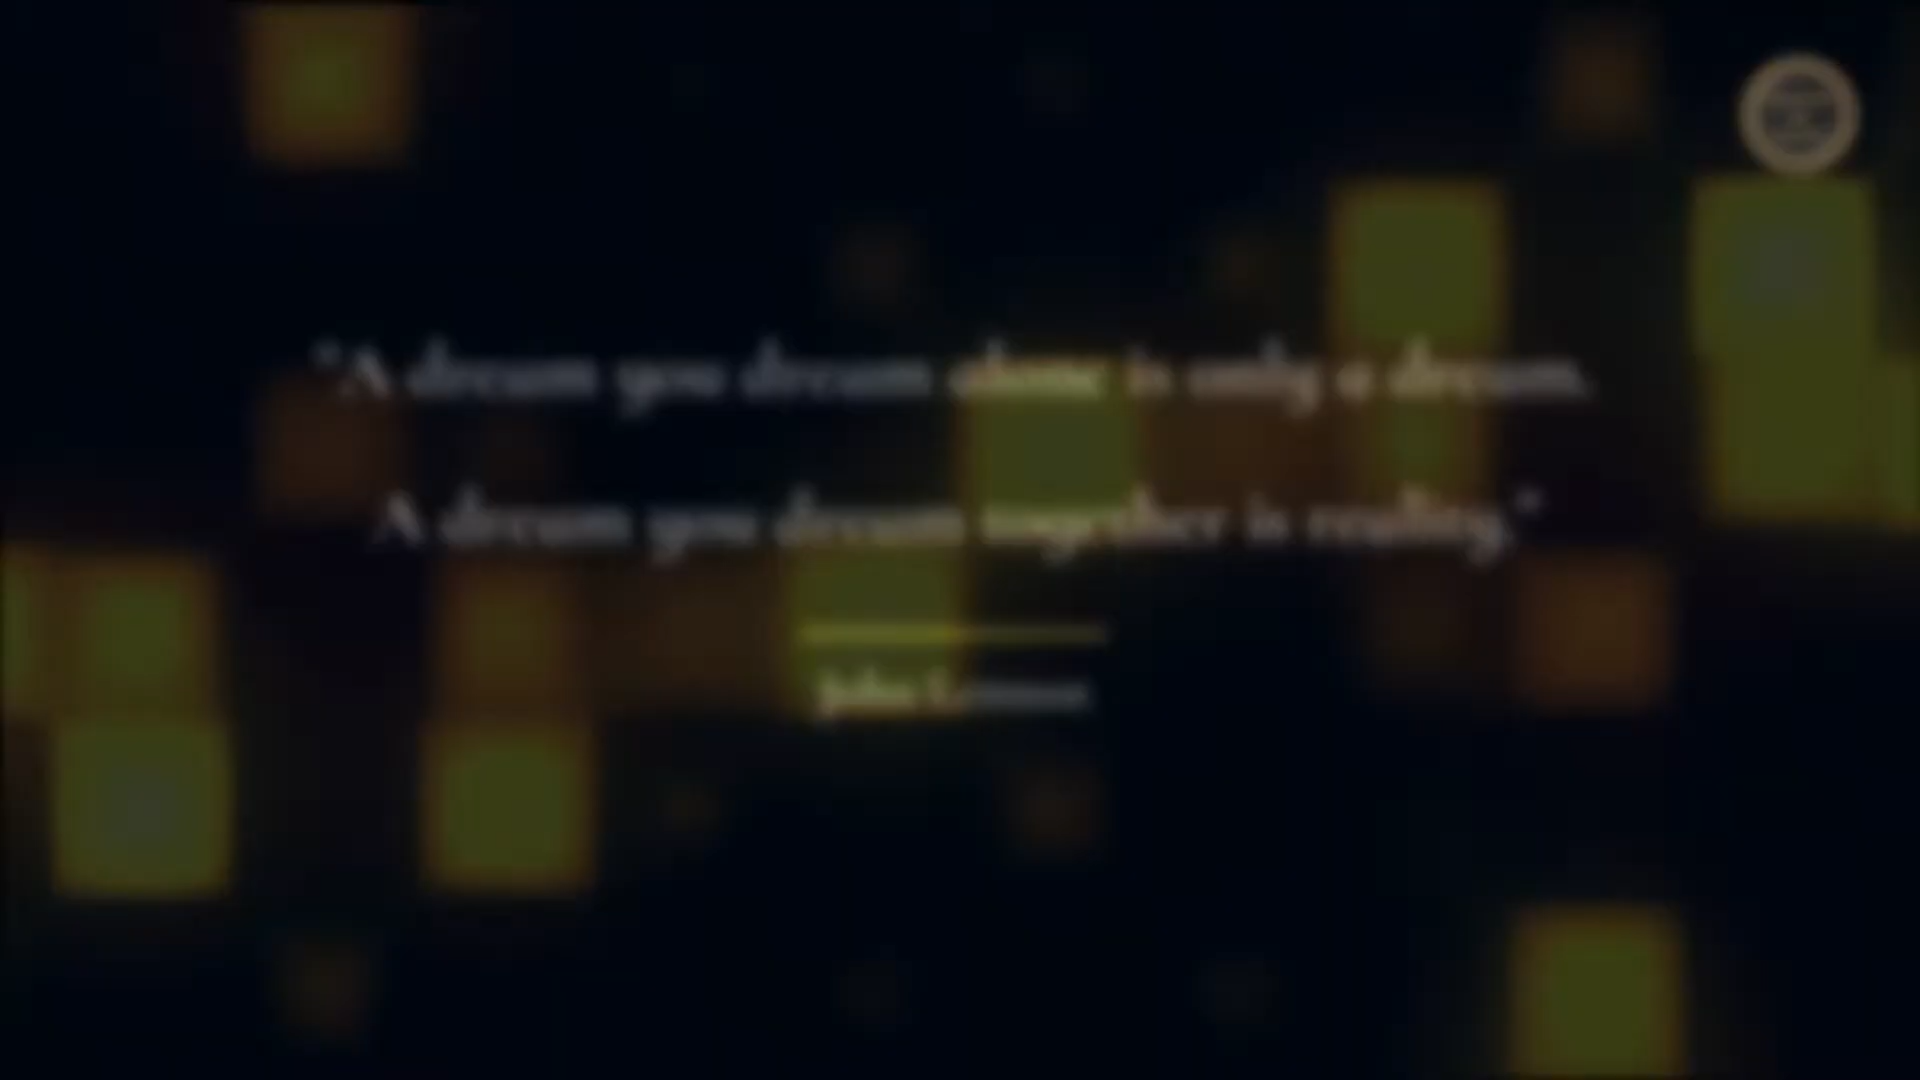 "A dream you dream alone is only a dream.
A dream you dream together is reality."
John Lennon